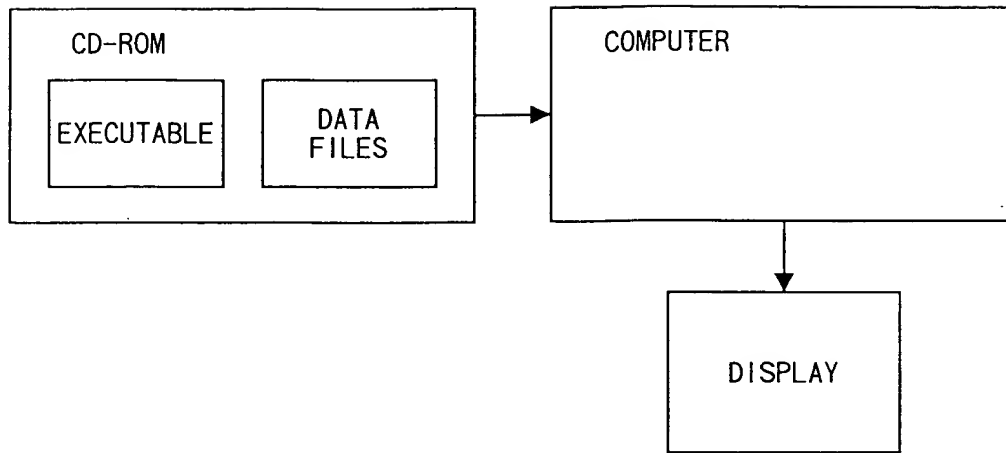 CD-ROM
COMPUTER
EXECUTABLE
DATA
FILES
DISPLAY